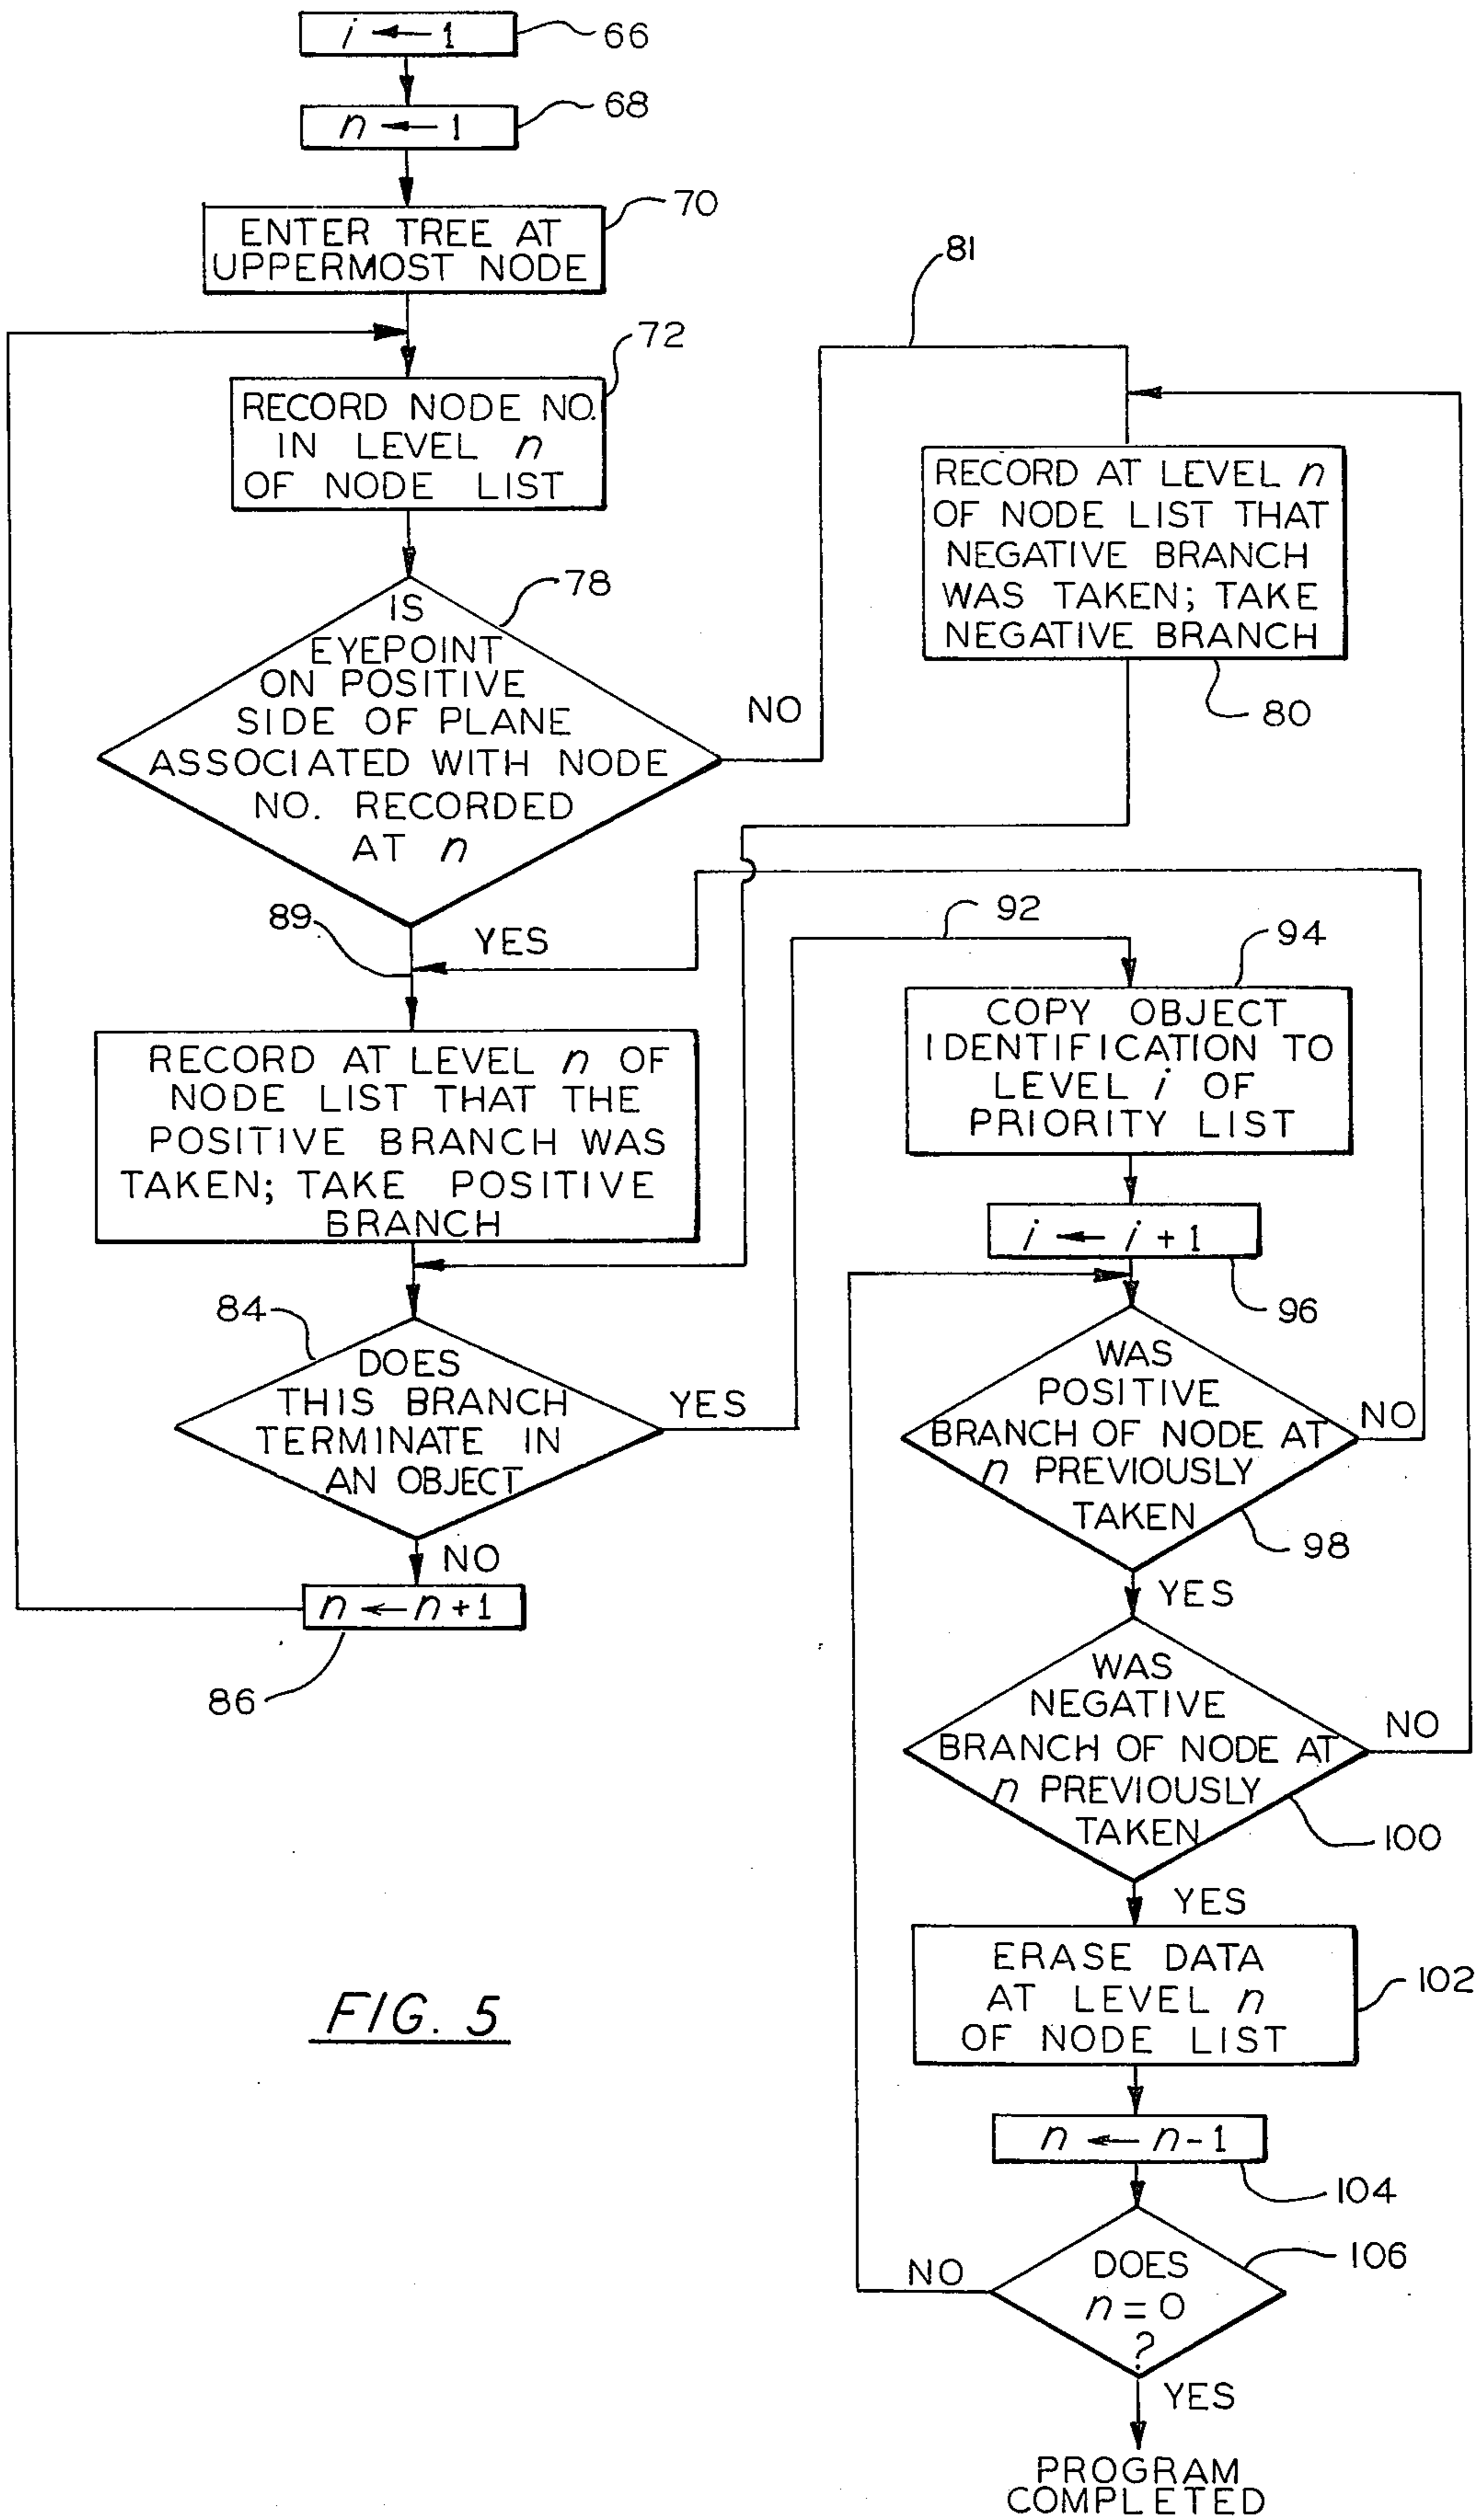 i ← 1
66
n ← 1
68
ENTER TREE AT
UPPERMOST NODE
70
RECORD NODE NO.
IN LEVEL n
OF NODE LIST
72
IS
EYEPOINT
ON POSITIVE
SIDE OF PLANE
ASSOCIATED WITH NODE
NO. RECORDED
AT n
78
NO
81
RECORD AT LEVEL n
OF NODE LIST THAT
NEGATIVE BRANCH
WAS TAKEN; TAKE
NEGATIVE BRANCH
80
89
YES
RECORD AT LEVEL n OF
NODE LIST THAT THE
POSITIVE BRANCH WAS
TAKEN; TAKE POSITIVE
BRANCH
84
DOES
THIS BRANCH
TERMINATE IN
AN OBJECT
YES
NO
n ← n+1
86
92
94
COPY OBJECT
IDENTIFICATION TO
LEVEL i OF
PRIORITY LIST
i ← i +1
96
WAS
POSITIVE
BRANCH OF NODE AT
n PREVIOUSLY
TAKEN
NO
98
YES
WAS
NEGATIVE
BRANCH OF NODE AT
n PREVIOUSLY
TAKEN
NO
100
YES
ERASE DATA
AT LEVEL n
OF NODE LIST
102
n ← n-1
104
DOES
n = 0
?
106
NO
YES
PROGRAM
COMPLETED
FIG. 5